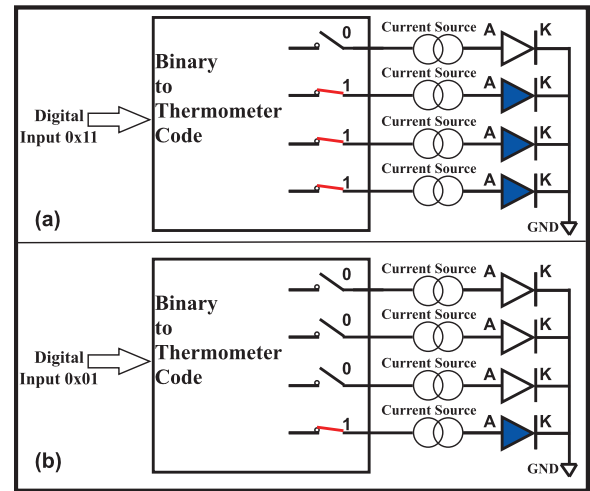 0 Current Source A K
Binary
to
Thermometer
Code
1 Current Source A K
Digital
Input 0x11
1 Current Source A K
1 Current Source A K
(a)
GND
0 Current Source A K
Binary
to
Thermometer
Code
0 Current Source A K
Digital
Input 0x01
0 Current Source A K
1 Current Source A K
(b)
GND